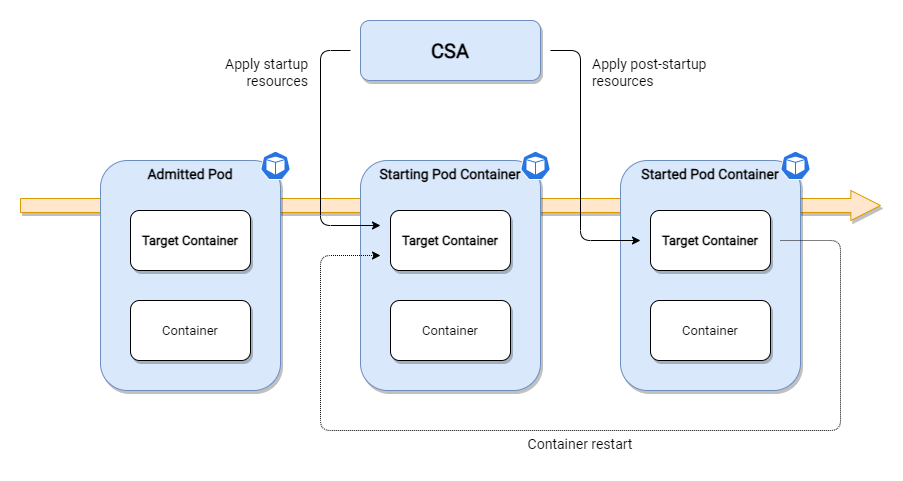 CSA
Apply startup
resources
Apply post-startup
resources
Admitted Pod
Starting Pod Container
Started Pod Container
Target Container
Target Container
Target Container
Container
Container
Container
Container restart